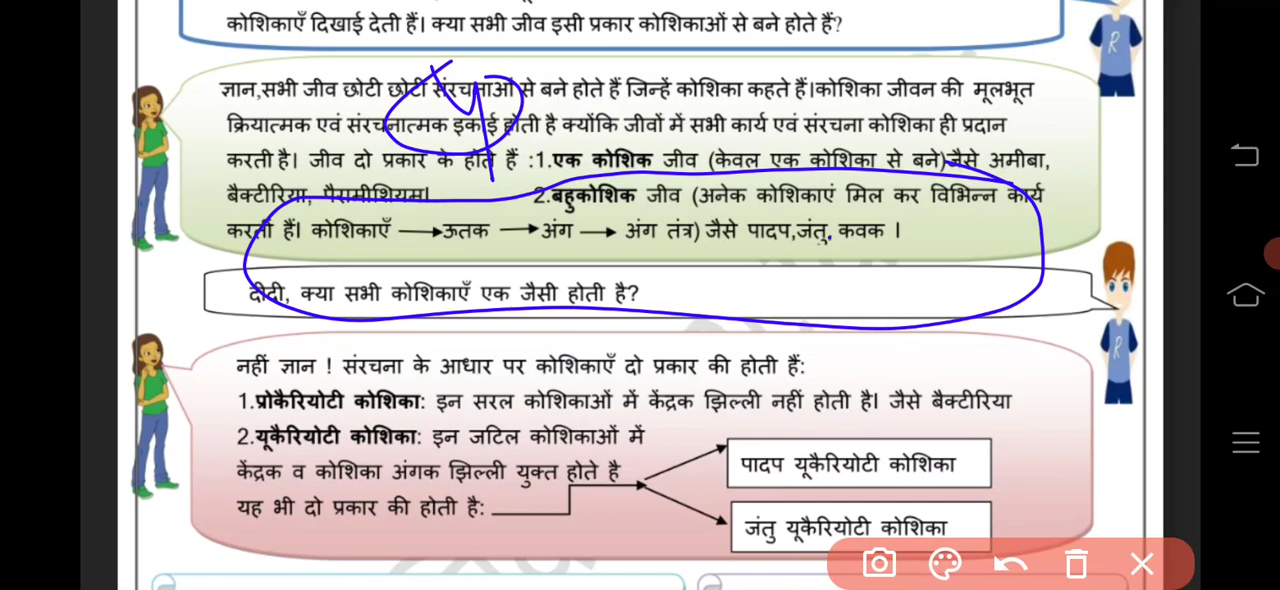 कोशिकाएँ दिखाई देती हैं। क्या सभी जीव इसी प्रकार कोशिकाओं से बने होते हैं?
ज्ञान,सभी जीव छोटी छोटी संरचनाओं से बने होते हैं जिन्हें कोशिका कहते हैं।कोशिका जीवन की मूलभूत
क्रियात्मक एवं संरचनात्मक इकाई होती है क्योंकि जीवों में सभी कार्य एवं संरचना कोशिका ही प्रदान
करती है। जीव दो प्रकार के होते हैं :1.एक कोशिक जीव (केवल एक कोशिका से बने)जैसे अमीबा,
बैक्टीरिया, पैरामीशियम। 2.बहुकोशिक जीव (अनेक कोशिकाएं मिल कर विभिन्न कार्य
करती हैं। कोशिकाएँ ऊतक अंग अंग तंत्र) जैसे पादप,जंतु, कवक ।
दीदी, क्या सभी कोशिकाएँ एक जैसी होती है?
नहीं ज्ञान ! संरचना के आधार पर कोशिकाएँ दो प्रकार की होती हैं:
1.प्रोकैरियोटी कोशिका: इन सरल कोशिकाओं में केंद्रक झिल्ली नहीं होती है। जैसे बैक्टीरिया
2.यूकैरियोटी कोशिका: इन जटिल कोशिकाओं में
केंद्रक व कोशिका अंगक झिल्ली युक्त होते है
यह भी दो प्रकार की होती है:
पादप यूकैरियोटी कोशिका
जंतु यूकैरियोटी कोशिका
R
R